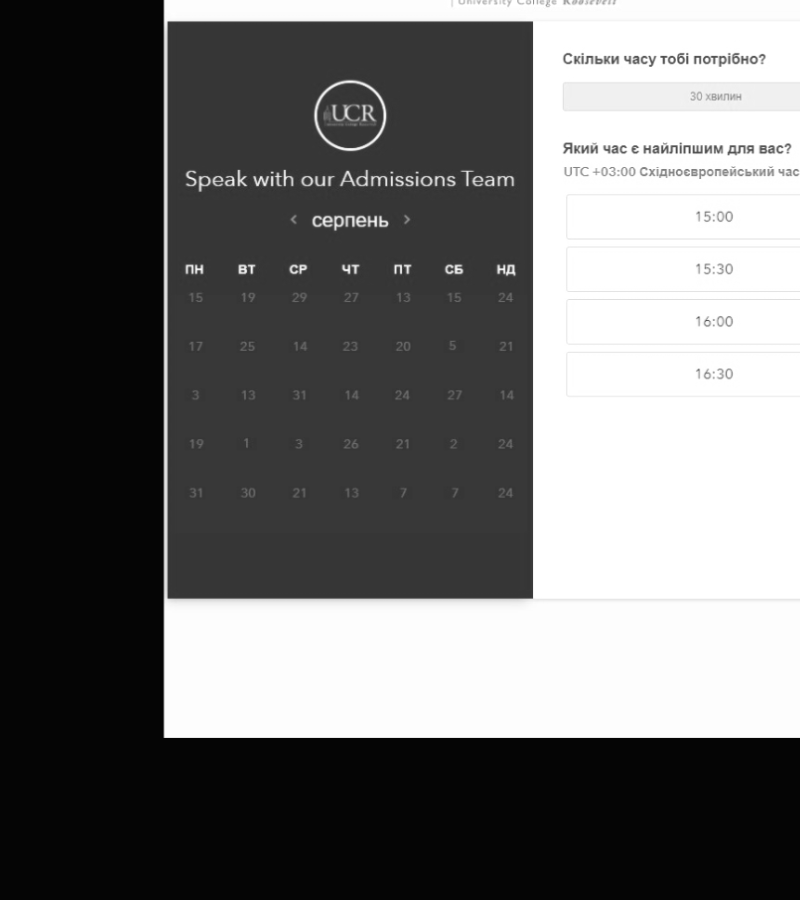 | University College Roosevelt
UCR
Speak with our Admissions Team
< серпень >
ПН ВТ СР ЧТ ПТ СБ НД
15 19 29 27 13 15 24
17 25 14 23 20 5 21
3 13 31 14 24 27 14
19 1 3 26 21 2 24
31 30 21 13 7 7 24
Скільки часу тобі потрібно?
30 хвилин
Який час є найліпшим для вас?
UTC +03:00 Східноєвропейський час
15:00
15:30
16:00
16:30